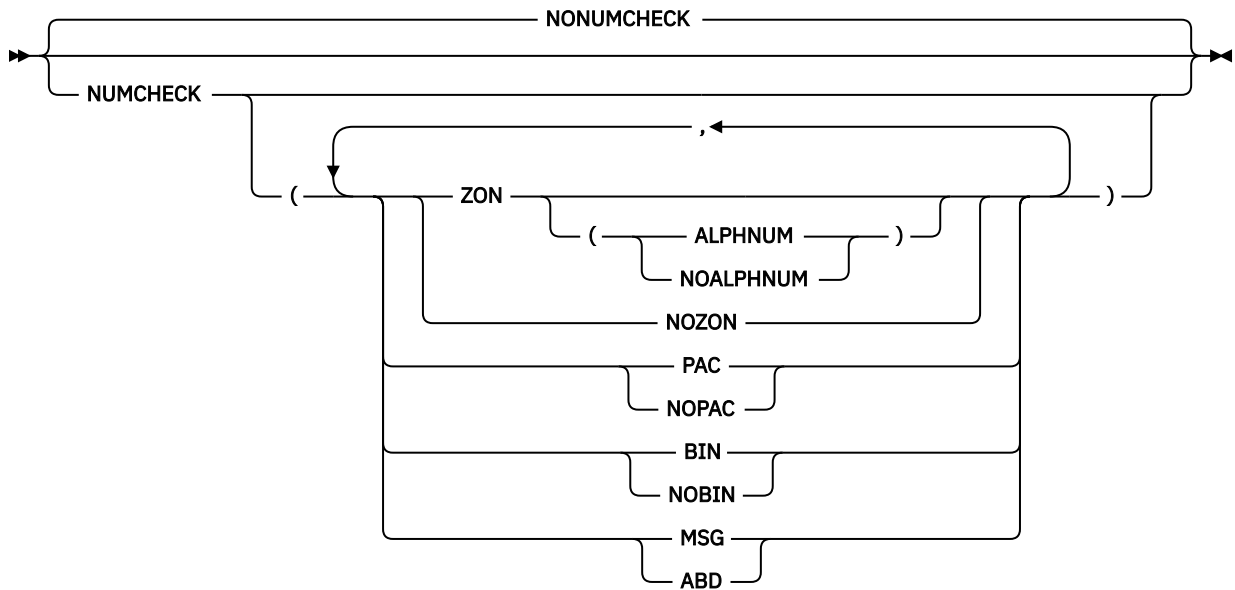 NONUMCHECK
NUMCHECK
,
( ZON )
( ALPHNUM )
NOALPHNUM
NOZON
PAC
NOPAC
BIN
NOBIN
MSG
ABD